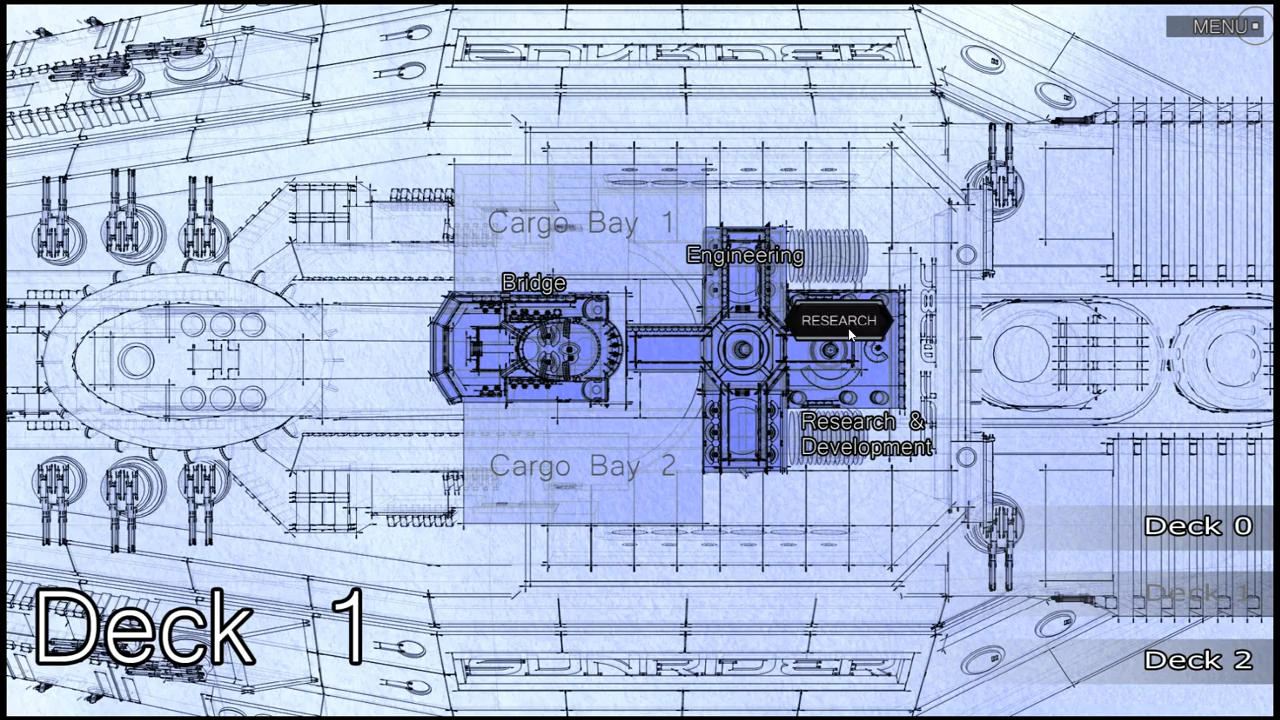 MENU
SUNRIDER
Cargo Bay 1
Engineering
Bridge
RESEARCH
Research &
Development
Cargo Bay 2
Deck 0
Deck 1
Deck 2
Deck 1
SUNRIDER